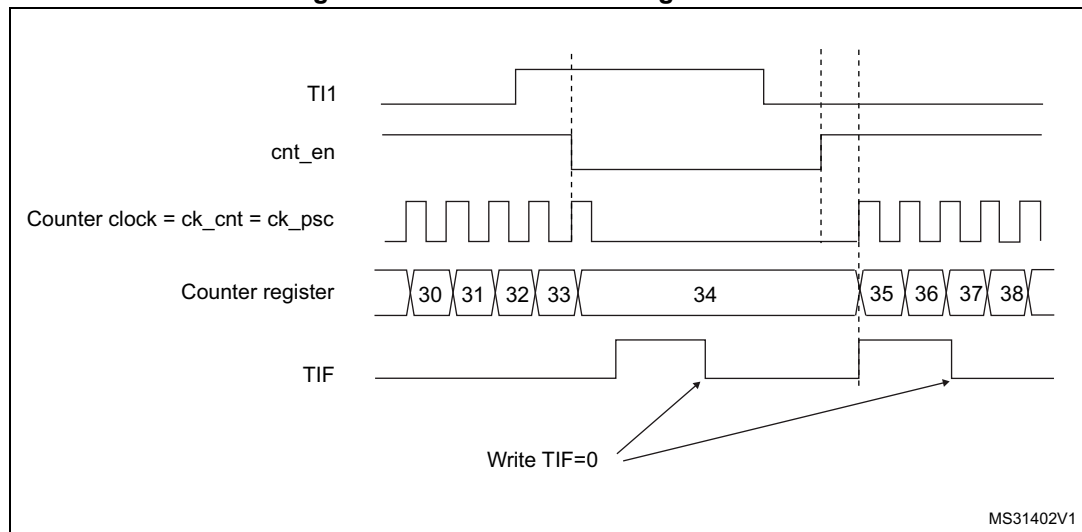 TI1
cnt_en
Counter clock = ck_cnt = ck_psc
Counter register
30 31 32 33 34 35 36 37 38
TIF
Write TIF=0
MS31402V1